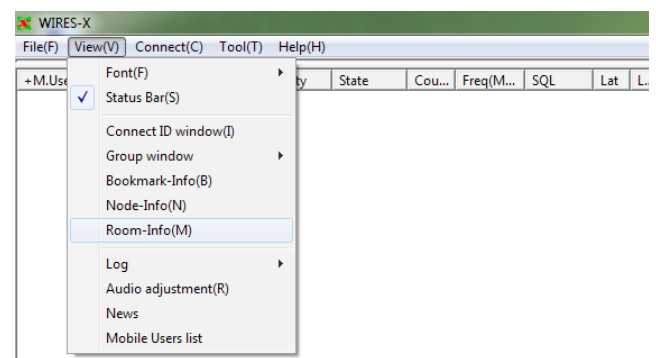 WIRES-X
File(F) View(V) Connect(C) Tool(T) Help(H)
+M.Use ty State Cou... Freq(M... SQL Lat L..
Font(F)
Status Bar(S)
Connect ID window(I)
Group window
Bookmark-Info(B)
Node-Info(N)
Room-Info(M)
Log
Audio adjustment(R)
News
Mobile Users list